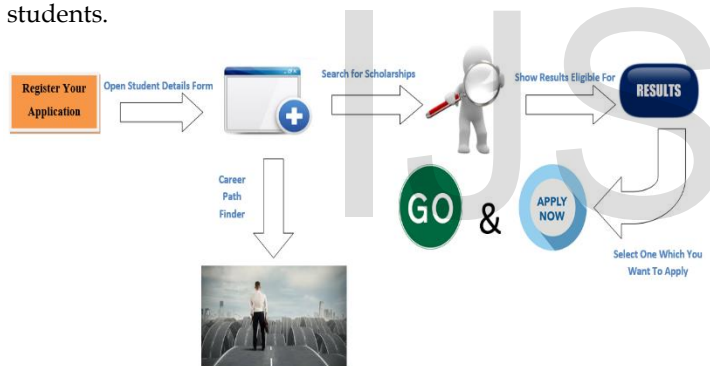 students.
IJS
Register Your
Application
Open Student Details Form
Search for Scholarships
Show Results Eligible For
RESULTS
Career
Path
Finder
GO
&
APPLY
NOW
Select One Which You
Want To Apply